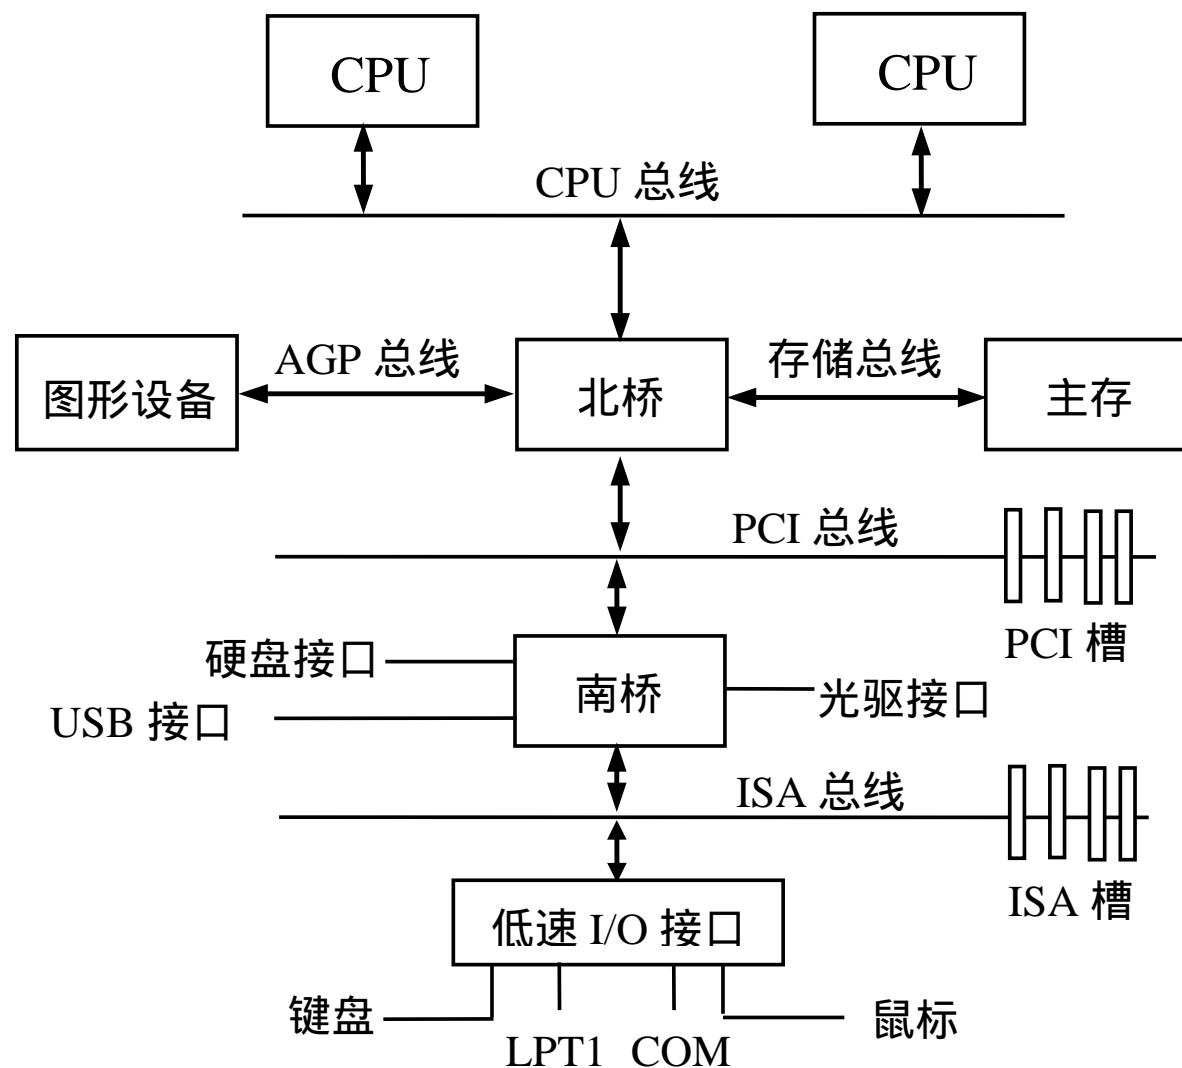 CPU
CPU
CPU 总线
AGP 总线
存储总线
图形设备
北桥
主存
PCI 总线
PCI 槽
硬盘接口
南桥
光驱接口
USB 接口
ISA 总线
ISA 槽
低速 I/O 接口
键盘
鼠标
LPT1
COM